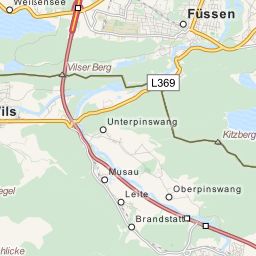 Weißensee
Füssen
Vilser Berg
L369
Vils
Unterpinswang
Kitzberg
Musau
Leite
Oberpinswang
Brandstatt